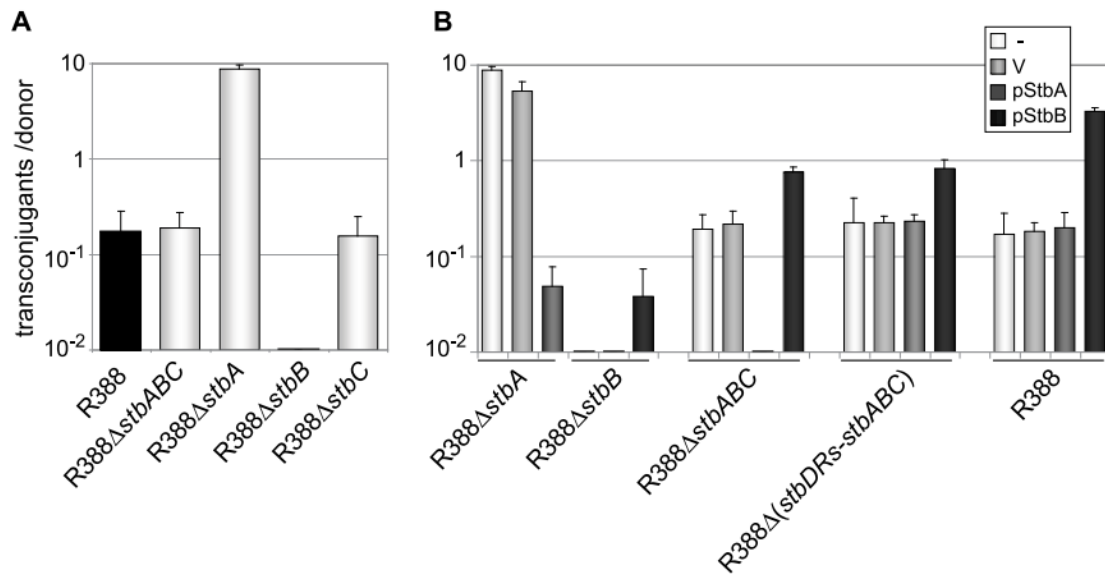 A
transconjugants /donor
10
1
10-1
10-2
R388
R388ΔstbABC
R388ΔstbA
R388ΔstbB
R388ΔstbC
B
-
V
pStbA
pStbB
10
1
10-1
10-2
R388ΔstbA
R388ΔstbB
R388ΔstbABC
R388Δ(stbDRs-stbABC)
R388